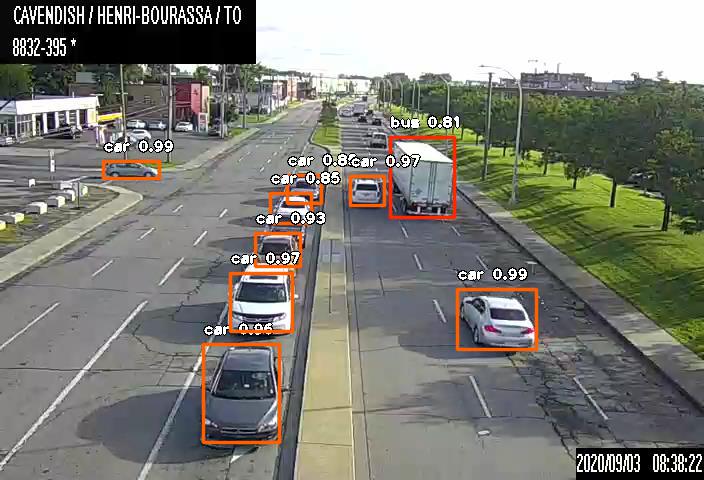 CAVENDISH / HENRI-BOURASSA / TO
8832-395 *
bus 0.81
car 0.99
car 0.97
car 0.85
car 0.93
car 0.97
car 0.99
car 0.96
2020/09/03 08:38:22